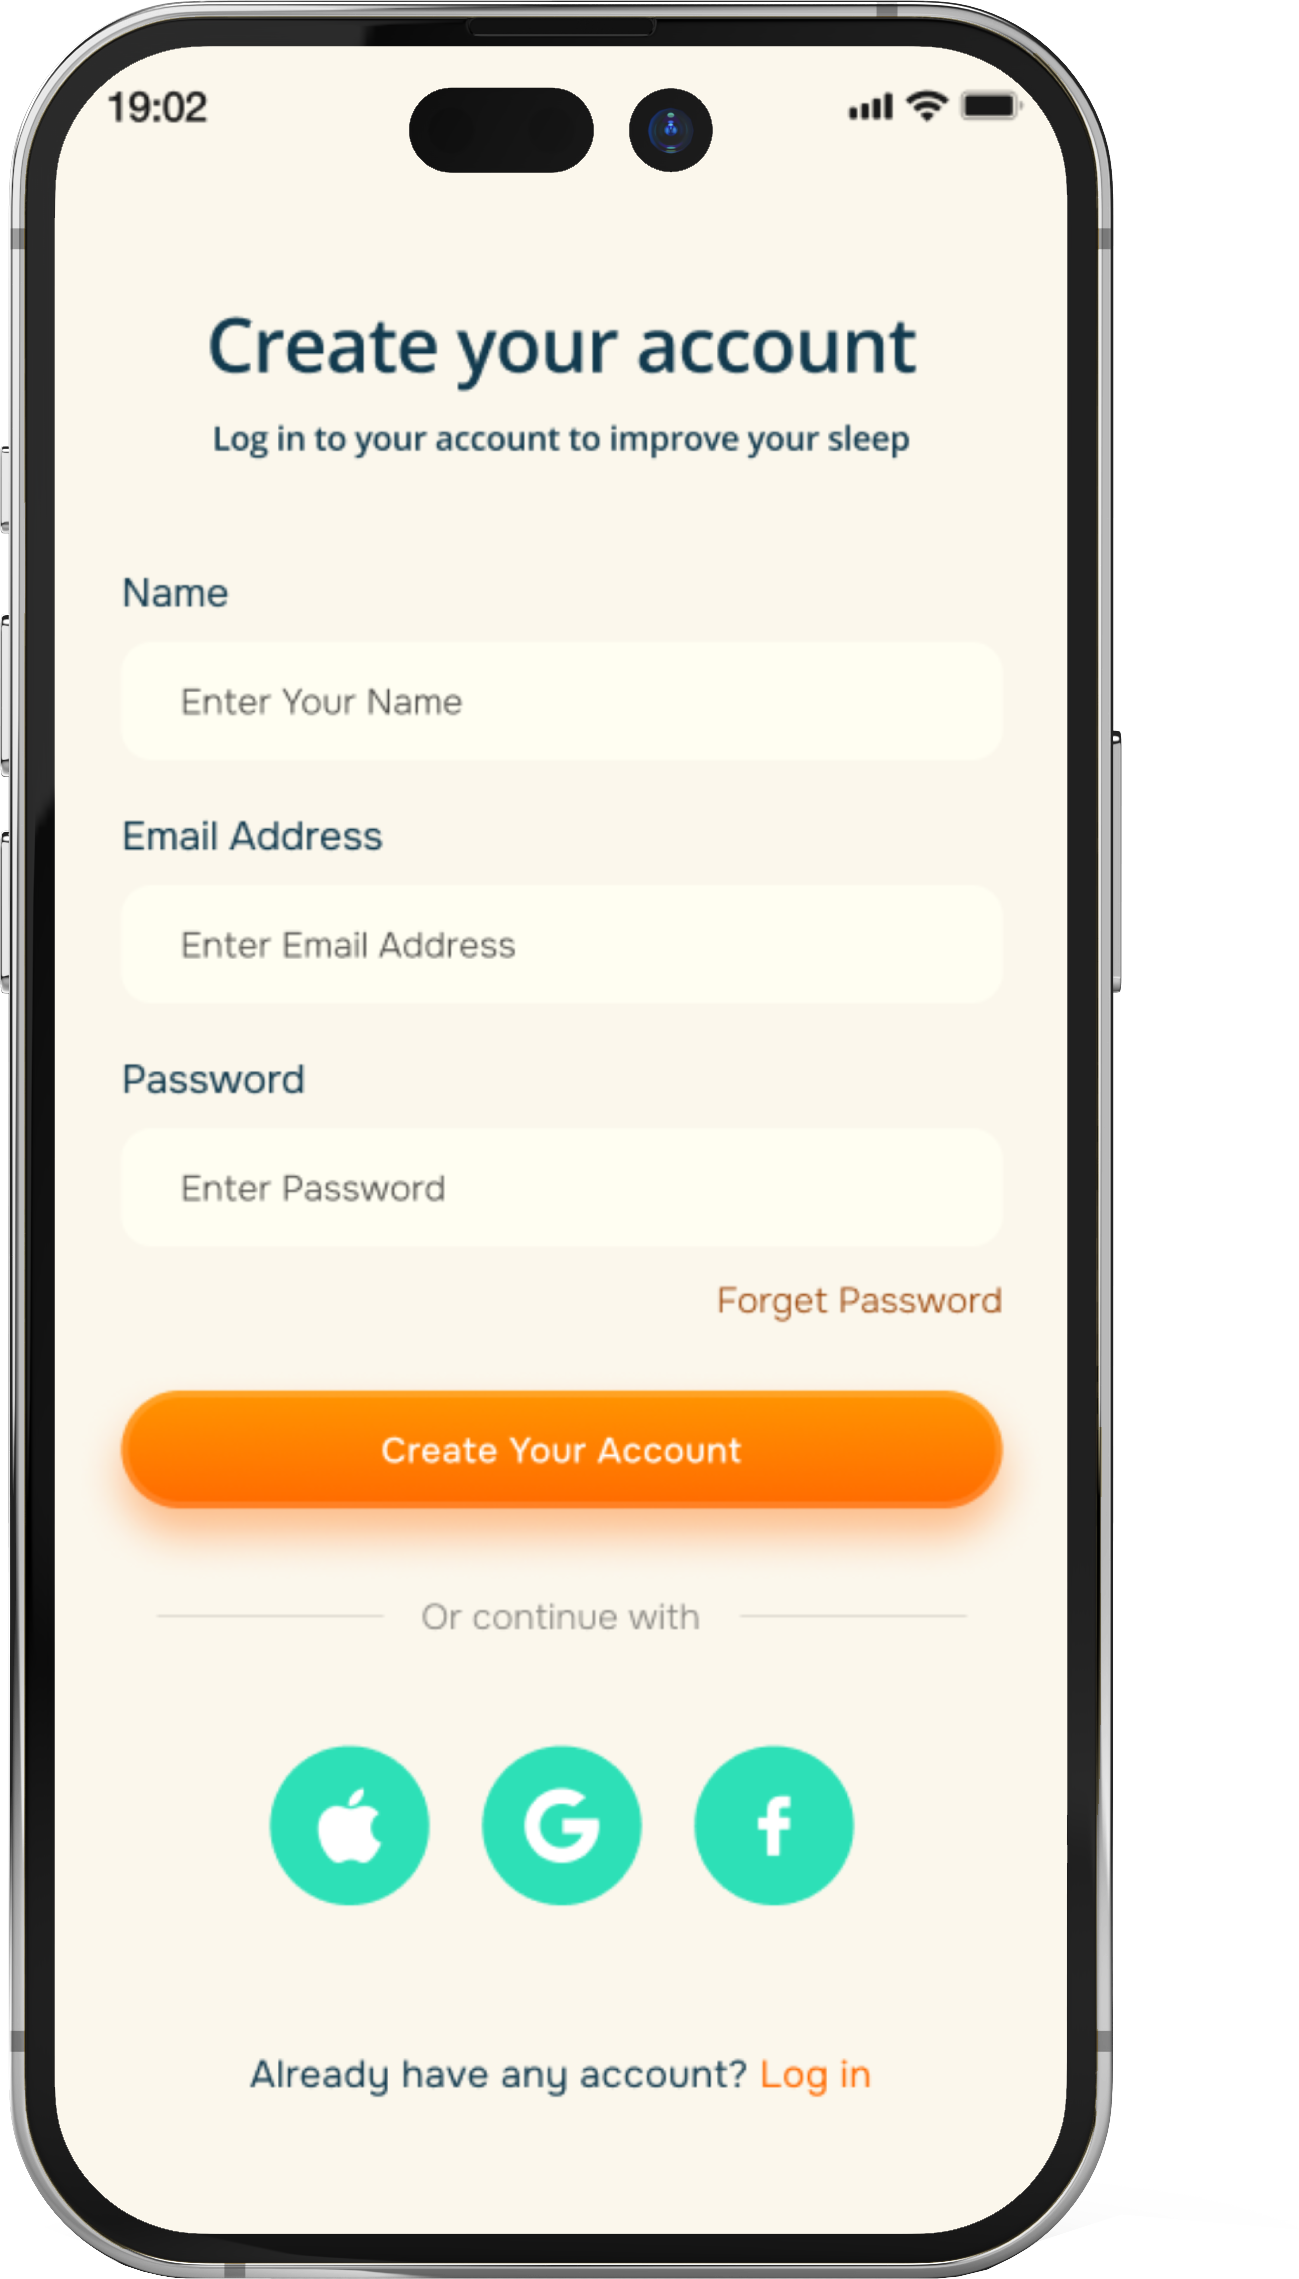 19:02
Create your account
Log in to your account to improve your sleep
Name
Enter Your Name
Email Address
Enter Email Address
Password
Enter Password
Forget Password
Create Your Account
Or continue with
Already have any account? Log in